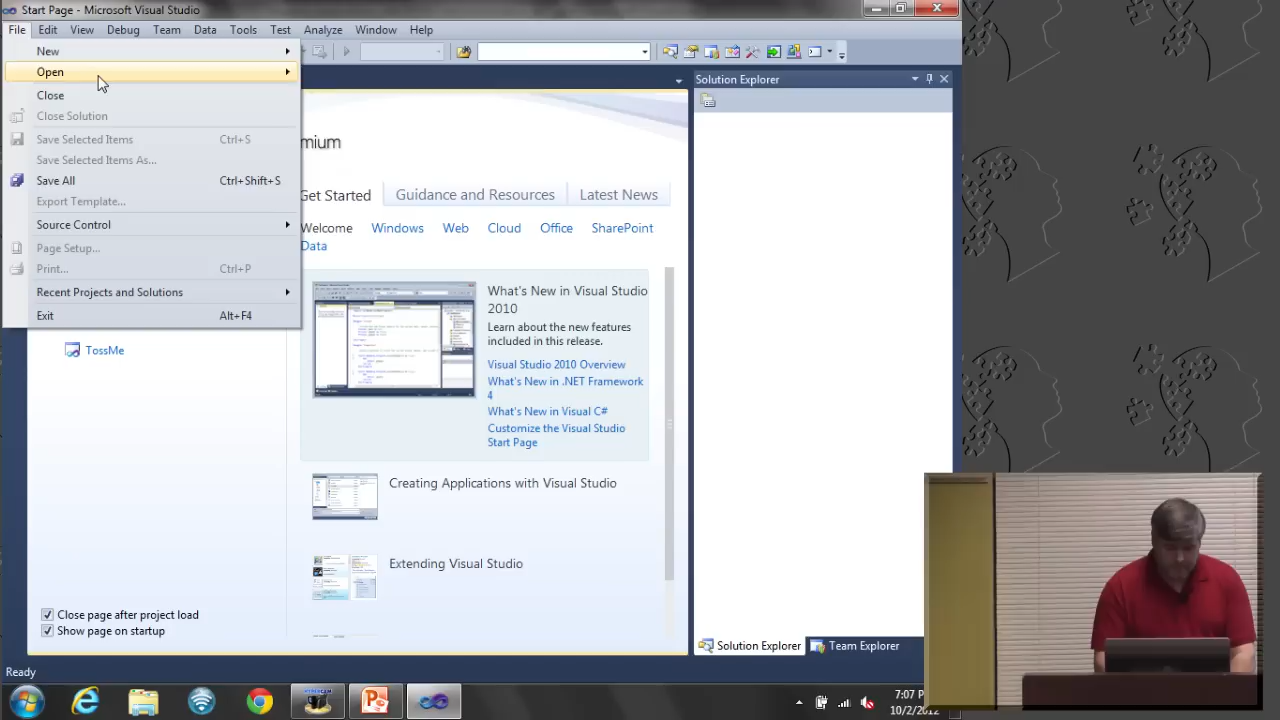 Start Page - Microsoft Visual Studio
File Edit View Debug Team Data Tools Test Analyze Window Help
New
Open
Close
Close Solution
Save Selected Items Ctrl+S
Save Selected Items As...
Save All Ctrl+Shift+S
Export Template...
Source Control
Page Setup...
Print... Ctrl+P
Recent Projects and Solutions
Exit Alt+F4
TossMe
Close page after project load
Show page on startup
mium
Get Started Guidance and Resources Latest News
Welcome Windows Web Cloud Office SharePoint
Data
What's New in Visual Studio
2010
Learn about the new features
included in this release.
Visual Studio 2010 Overview
What's New in .NET Framework
4
What's New in Visual C#
Customize the Visual Studio
Start Page
Creating Applications with Visual Studio
Extending Visual Studio
Solution Explorer
Solution Explorer Team Explorer
Ready
7:07 PM
10/2/2012